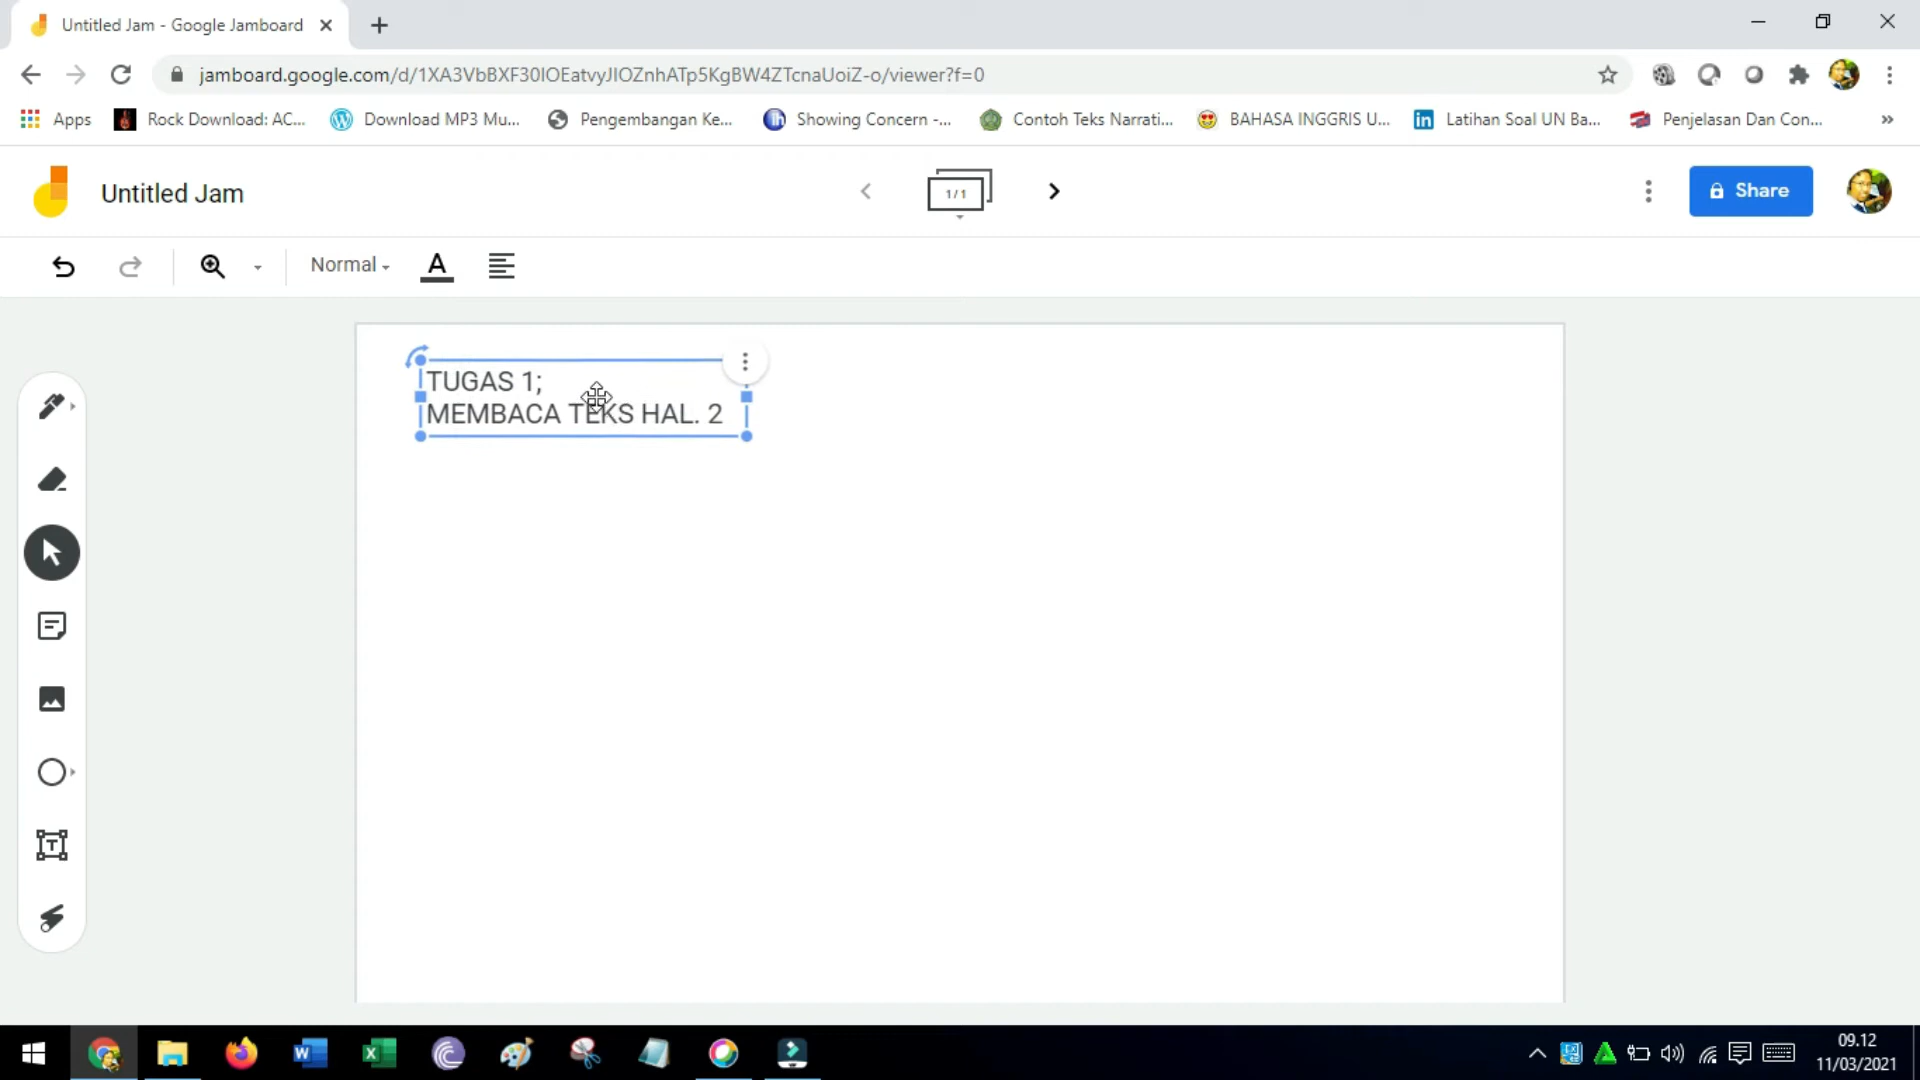 Untitled Jam - Google Jamboard
jamboard.google.com/d/1XA3VbBXF30IOEatvyJIOZnhATp5KgBW4ZTcnaUoiZ-o/viewer?f=0
Apps
Rock Download: AC...
Download MP3 Mu...
Pengembangan Ke...
Showing Concern -...
Contoh Teks Narrati...
BAHASA INGGRIS U...
Latihan Soal UN Ba...
Penjelasan Dan Con...
Untitled Jam
1 / 1
Share
Normal
TUGAS 1;
MEMBACA TEKS HAL. 2
09.12
11/03/2021